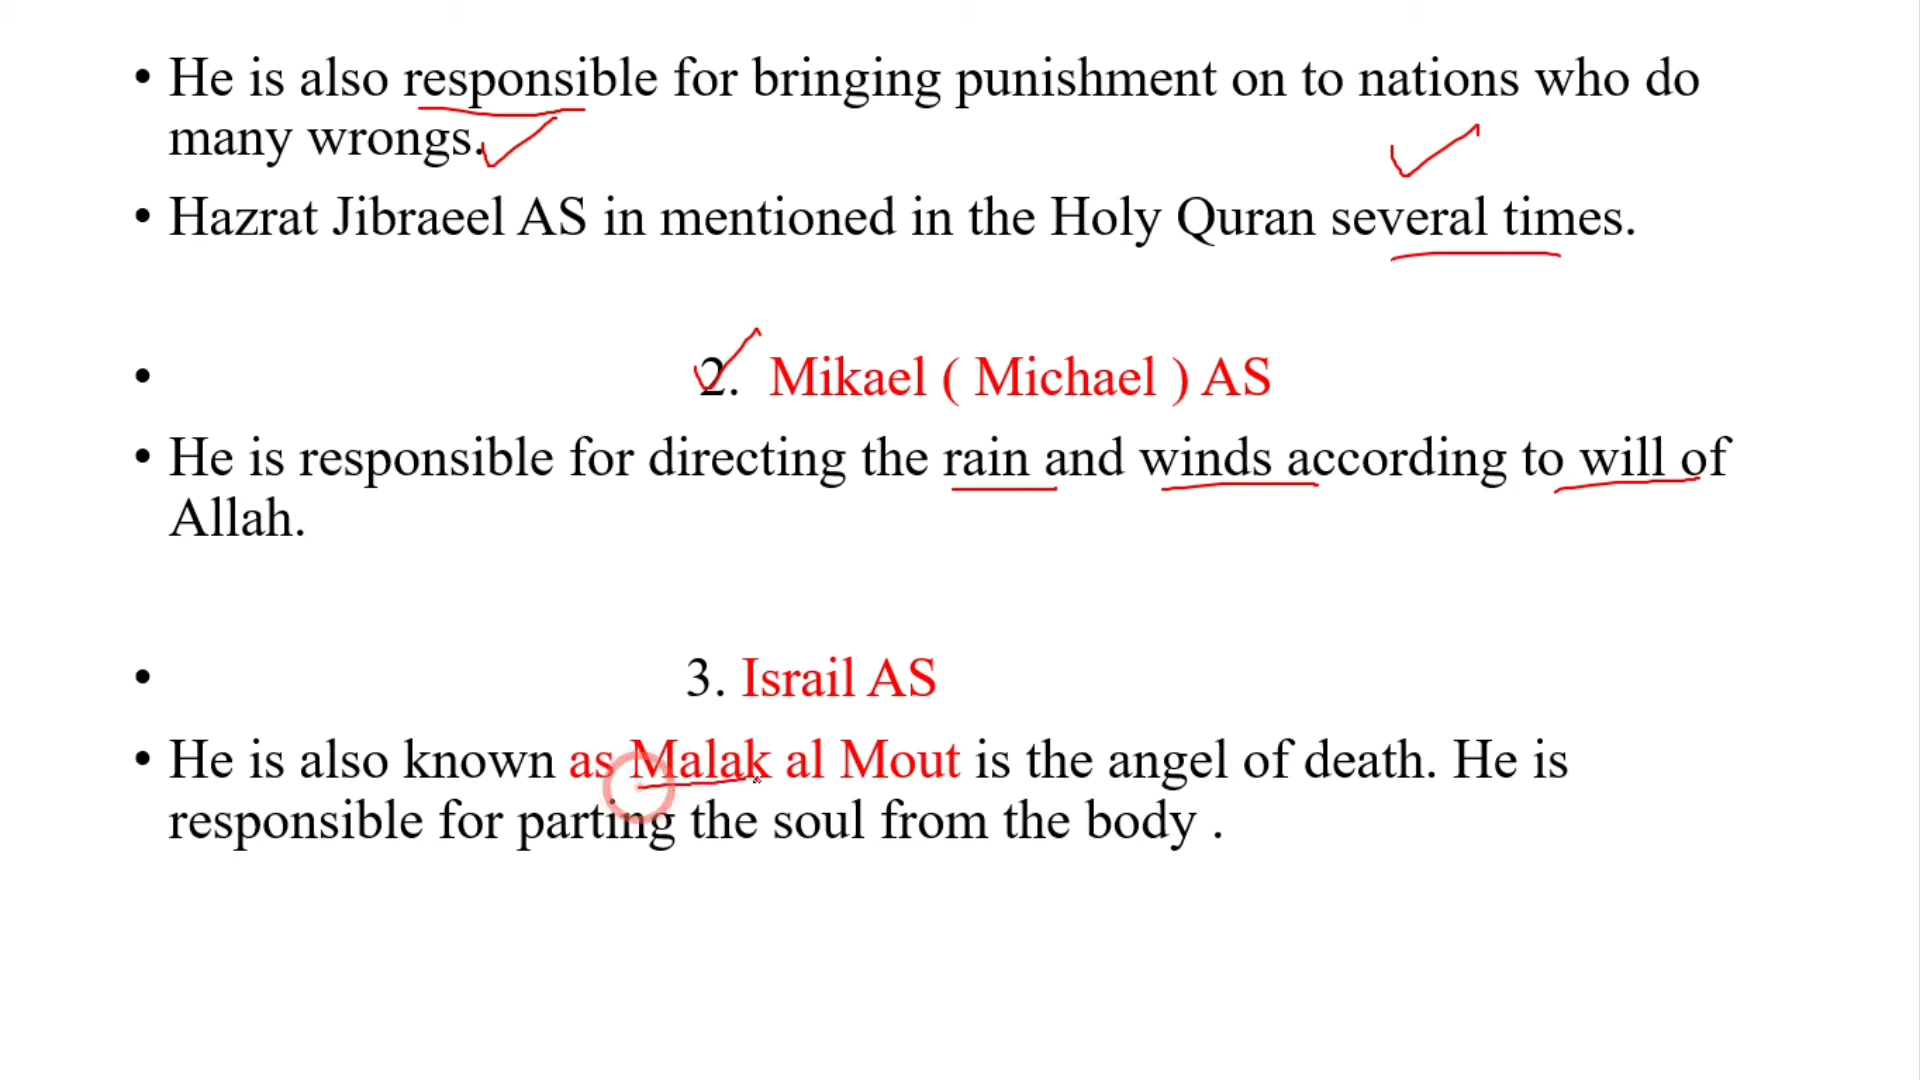 • He is also responsible for bringing punishment on to nations who do
many wrongs.
• Hazrat Jibraeel AS in mentioned in the Holy Quran several times.
• 2. Mikael ( Michael ) AS
• He is responsible for directing the rain and winds according to will of
Allah.
• 3. Israil AS
• He is also known as Malak al Mout is the angel of death. He is
responsible for parting the soul from the body .